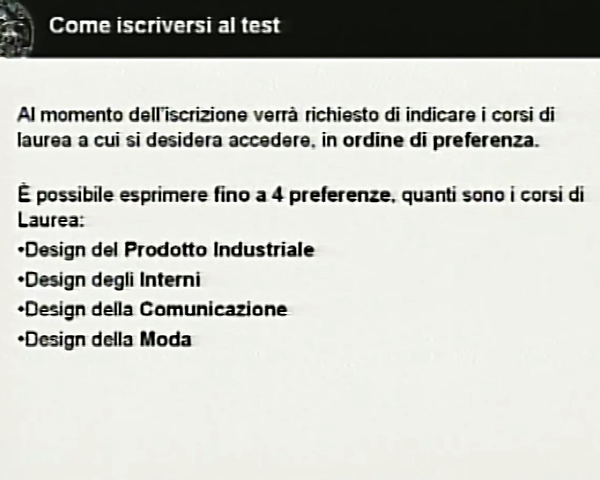 Come iscriversi al test
Al momento dell'iscrizione verrà richiesto di indicare i corsi di
laurea a cui si desidera accedere, in ordine di preferenza.
È possibile esprimere fino a 4 preferenze, quanti sono i corsi di
Laurea:
•Design del Prodotto Industriale
•Design degli Interni
•Design della Comunicazione
•Design della Moda